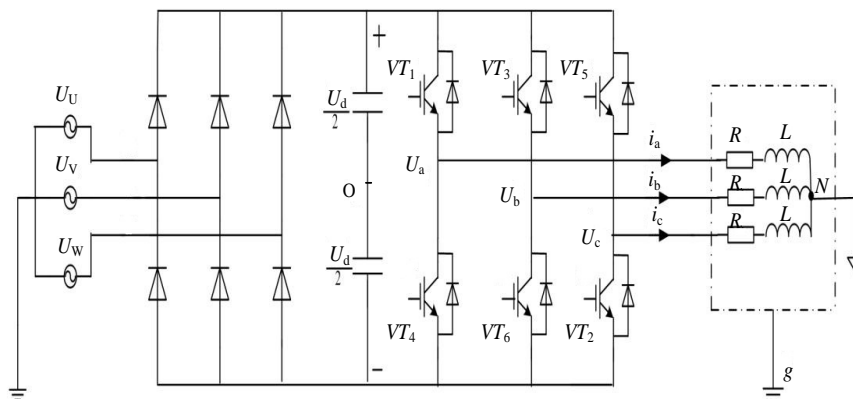 +
VT1
VT3
VT5
UU
Ud
2
R
L
ia
UV
Ua
O
Ub
ib
R
L
N
UW
Uc
ic
R
L
Ud
2
VT4
VT6
VT2
−
g